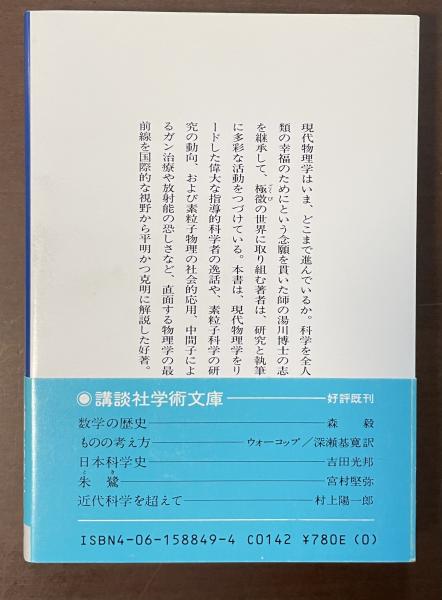 現代物理学はいま、どこまで進んでいるか。科学を全人
類の幸福のためにという念願を貫いた師の湯川博士の志
を継承して、極微の世界に取り組む著者は、研究と執筆
に多彩な活動をつづけている。本書は、現代物理学をリ
ードした偉大な指導的科学者の逸話や、素粒子科学の研
究の動向、および素粒子物理の社会的応用、中間子によ
るガン治療や放射能の恐しさなど、直面する物理学の最
前線を国際的な視野から平明かつ克明に解説した好著。
講談社学術文庫 好評既刊
数学の歴史 森 毅
ものの考え方 ウォーコップ/深瀬基寛訳
日本科学史 吉田光邦
朱鷺 宮村堅弥
近代科学を超えて 村上陽一郎
ISBN4-06-158849-4 C0142 ¥780E (0)